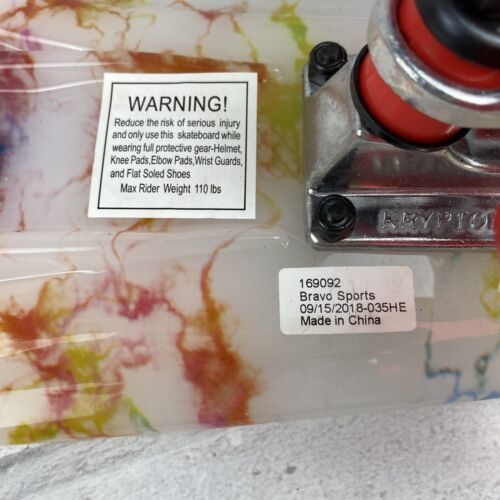 WARNING!
Reduce the risk of serious injury
and only use this skateboard while
wearing full protective gear-Helmet,
Knee Pads,Elbow Pads,Wrist Guards,
and Flat Soled Shoes
Max Rider Weight 110 lbs
KRYPTO
169092
Bravo Sports
09/15/2018-035HE
Made in China